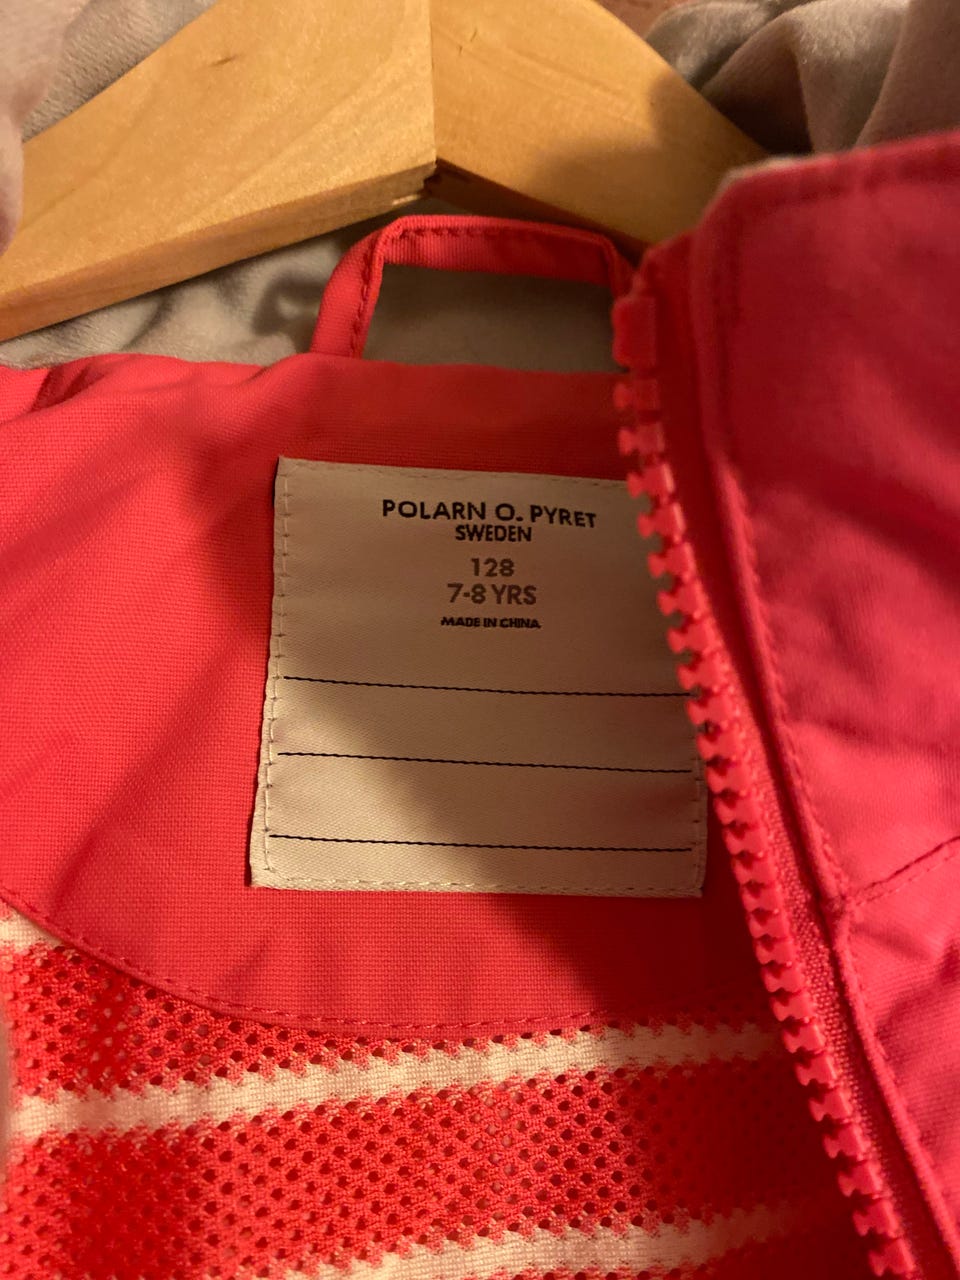 POLARN O. PYRET
SWEDEN
128
7-8 YRS
MADE IN CHINA